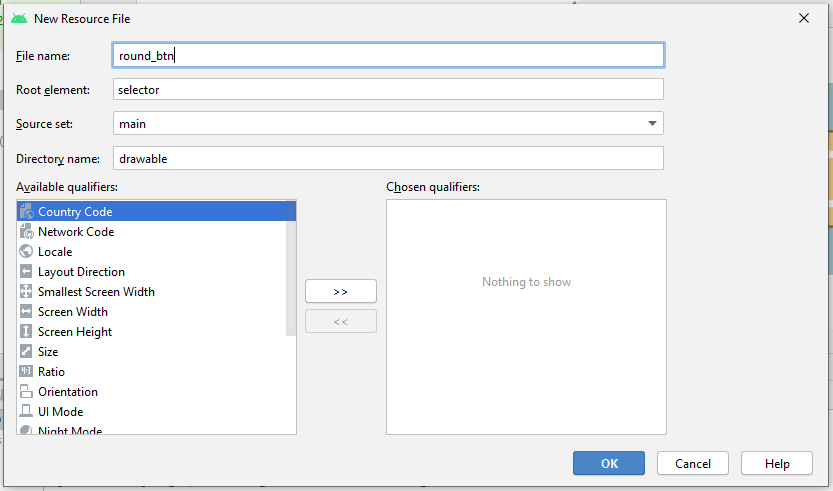 New Resource File
File name: round_btn
Root element: selector
Source set: main
Directory name: drawable
Available qualifiers:
Chosen qualifiers:
Country Code
Network Code
Locale
Layout Direction
Smallest Screen Width
Screen Width
Screen Height
Size
Ratio
Orientation
UI Mode
Night Mode
>>
<<
Nothing to show
OK
Cancel
Help